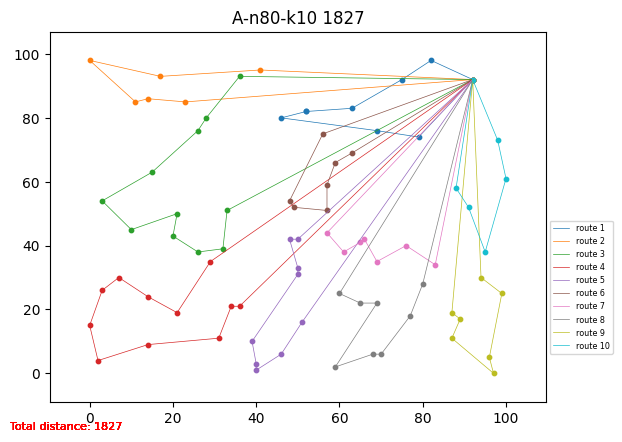 A-n80-k10 1827
100
80
60
40
20
0
0
20
40
60
80
100
route 1
route 2
route 3
route 4
route 5
route 6
route 7
route 8
route 9
route 10
Total distance: 1827